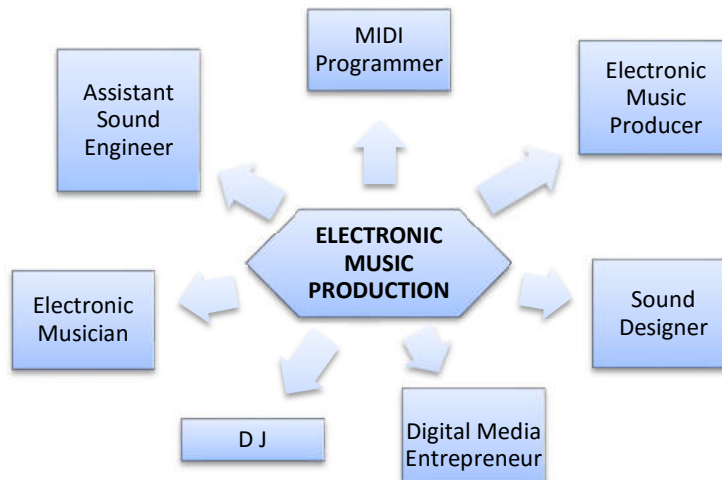 MIDI
Programmer
Assistant
Sound
Engineer
Electronic
Music
Producer
ELECTRONIC
MUSIC
PRODUCTION
Electronic
Musician
Sound
Designer
D J
Digital Media
Entrepreneur